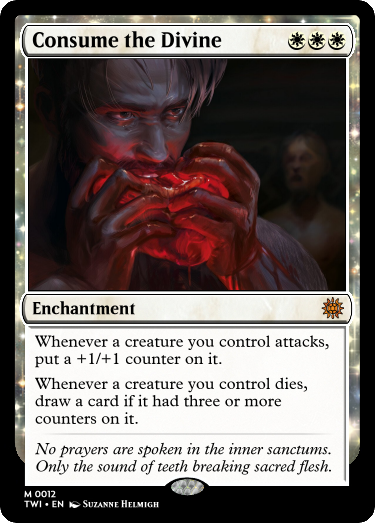 Consume the Divine
Enchantment
Whenever a creature you control attacks,
put a +1/+1 counter on it.
Whenever a creature you control dies,
draw a card if it had three or more
counters on it.
No prayers are spoken in the inner sanctums.
Only the sound of teeth breaking sacred flesh.
M 0012
TWI • EN Suzanne Helmigh